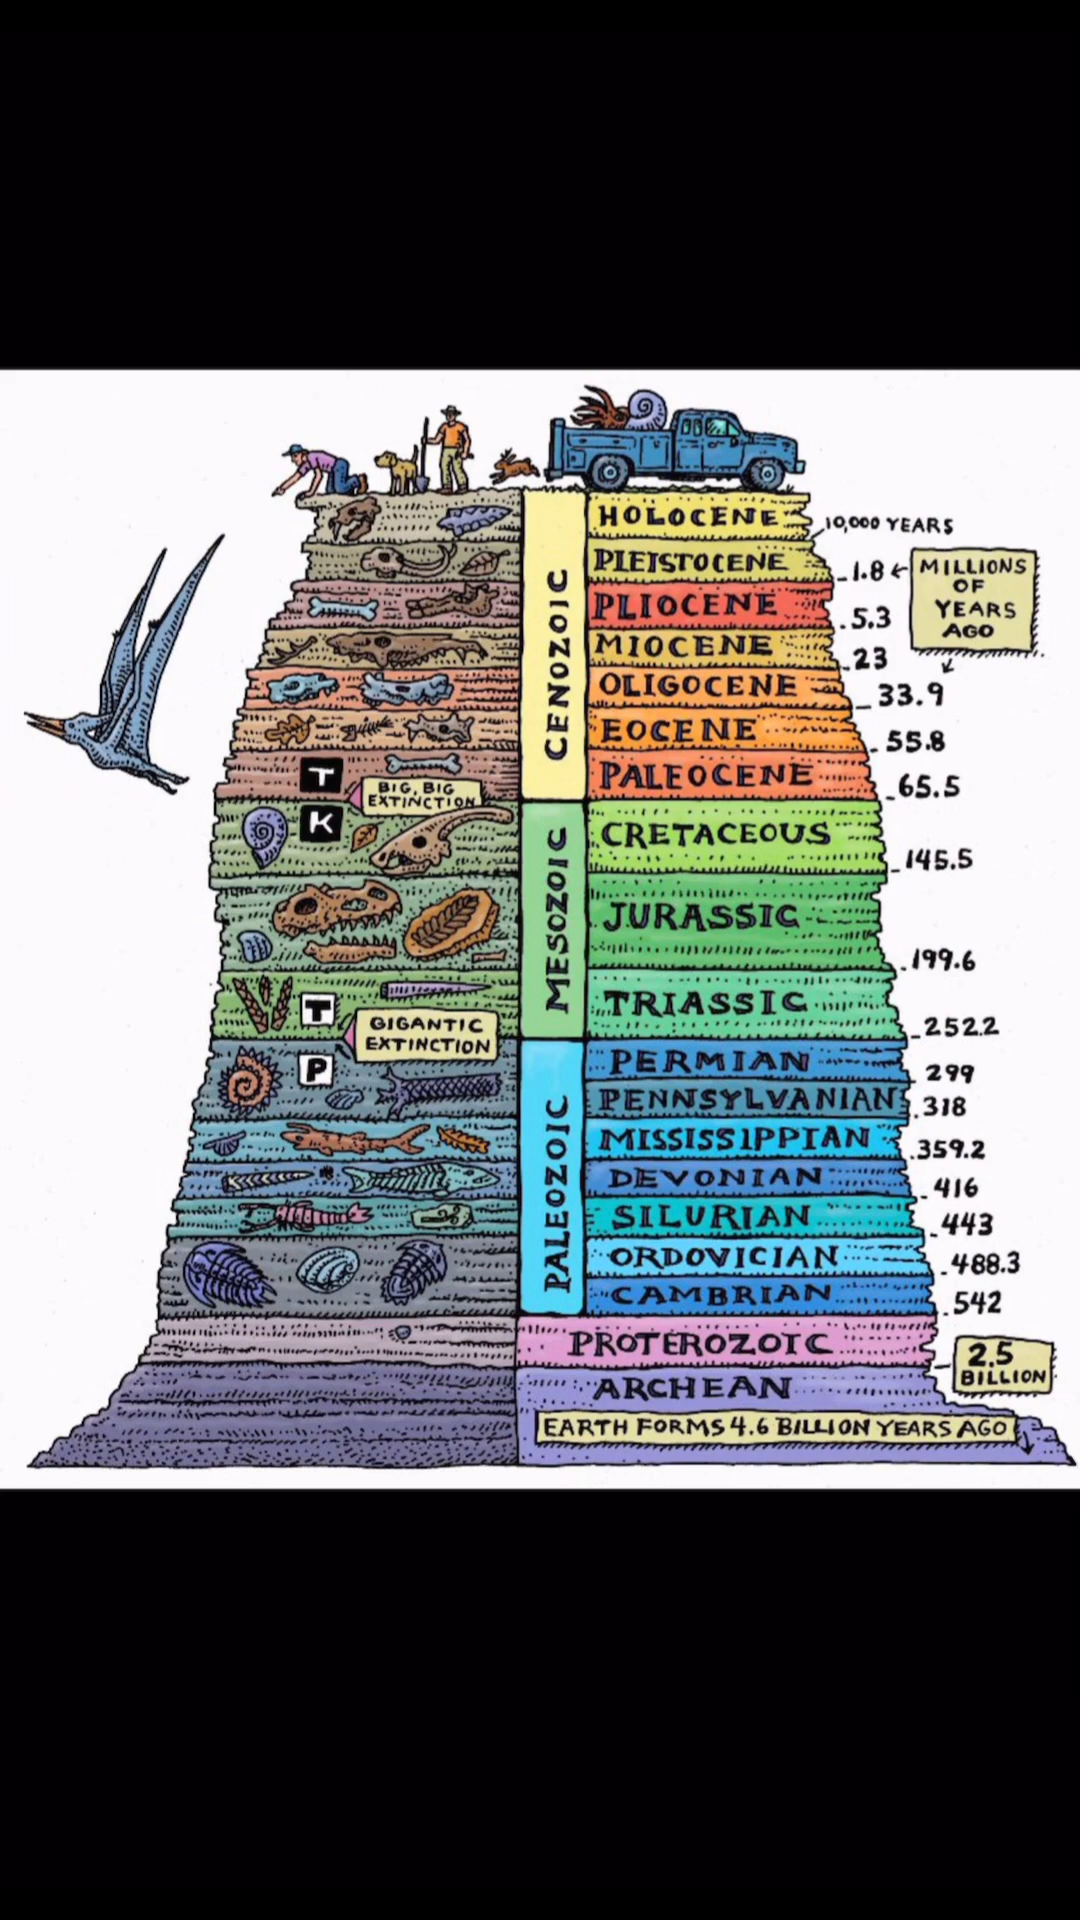 HOLOCENE
10,000 YEARS
PLEISTOCENE
1.8
MILLIONS
OF
YEARS
AGO
PLIOCENE
5.3
MIOCENE
23
OLIGOCENE
33.9
EOCENE
55.8
PALEOCENE
65.5
CENOZOIC
T
BIG, BIG
EXTINCTION
K
CRETACEOUS
145.5
JURASSIC
199.6
TRIASSIC
252.2
MESOZOIC
T
GIGANTIC
EXTINCTION
P
PERMIAN
299
PENNSYLVANIAN
318
MISSISSIPPIAN
359.2
DEVONIAN
416
SILURIAN
443
ORDOVICIAN
488.3
CAMBRIAN
542
PALEOZOIC
PROTEROZOIC
2.5
BILLION
ARCHEAN
EARTH FORMS 4.6 BILLION YEARS AGO